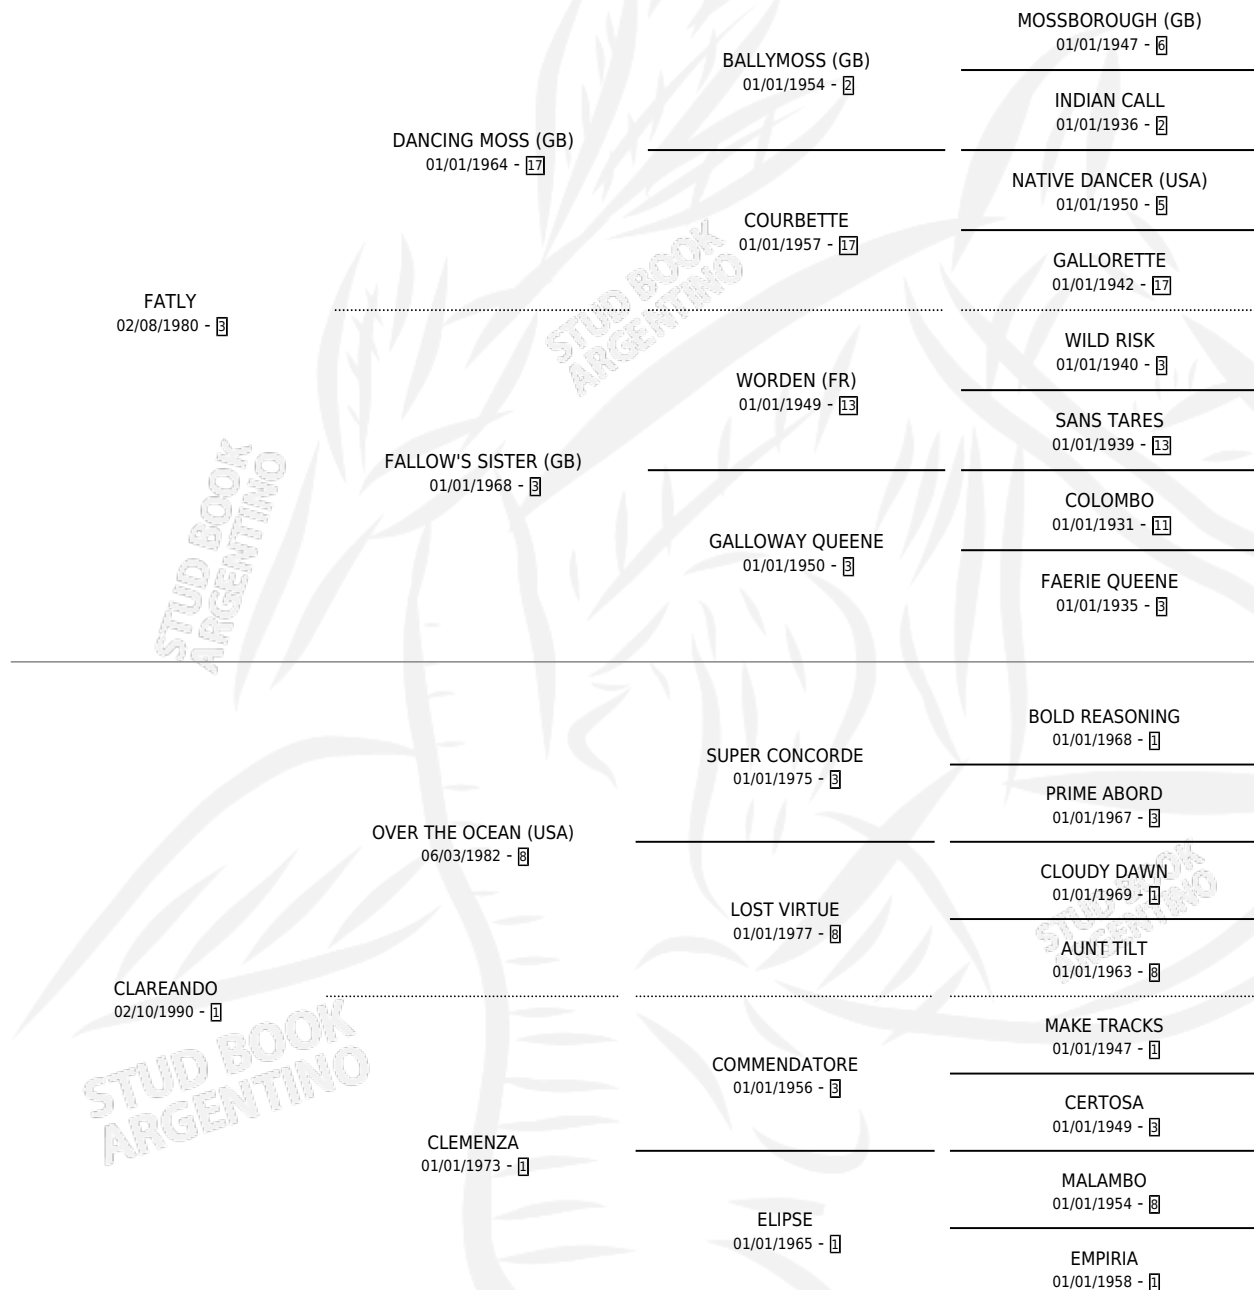 MOSSBOROUGH (GB)
01/01/1947 - 6
BALLYMOSS (GB)
01/01/1954 - 2
INDIAN CALL
01/01/1936 - 2
DANCING MOSS (GB)
01/01/1964 - 17
NATIVE DANCER (USA)
01/01/1950 - 5
COURBETTE
01/01/1957 - 17
GALLORETTE
01/01/1942 - 17
FATLY
02/08/1980 - 3
WILD RISK
01/01/1940 - 3
WORDEN (FR)
01/01/1949 - 13
SANS TARES
01/01/1939 - 13
FALLOW'S SISTER (GB)
01/01/1968 - 3
COLOMBO
01/01/1931 - 11
GALLOWAY QUEENE
01/01/1950 - 3
FAERIE QUEENE
01/01/1935 - 3
BOLD REASONING
01/01/1968 - 1
SUPER CONCORDE
01/01/1975 - 3
PRIME ABORD
01/01/1967 - 3
OVER THE OCEAN (USA)
06/03/1982 - 8
CLOUDY DAWN
01/01/1969 - 1
LOST VIRTUE
01/01/1977 - 8
AUNT TILT
01/01/1963 - 8
CLAREANDO
02/10/1990 - 1
MAKE TRACKS
01/01/1947 - 1
COMMENDATORE
01/01/1956 - 3
CERTOSA
01/01/1949 - 3
CLEMENZA
01/01/1973 - 1
MALAMBO
01/01/1954 - 8
ELIPSE
01/01/1965 - 1
EMPIRIA
01/01/1958 - 1
STUD BOOK
ARGENTINO
STUD BOOK
ARGENTINO
STUD BOOK
ARGENTINO
STUD BOOK
ARGENTINO